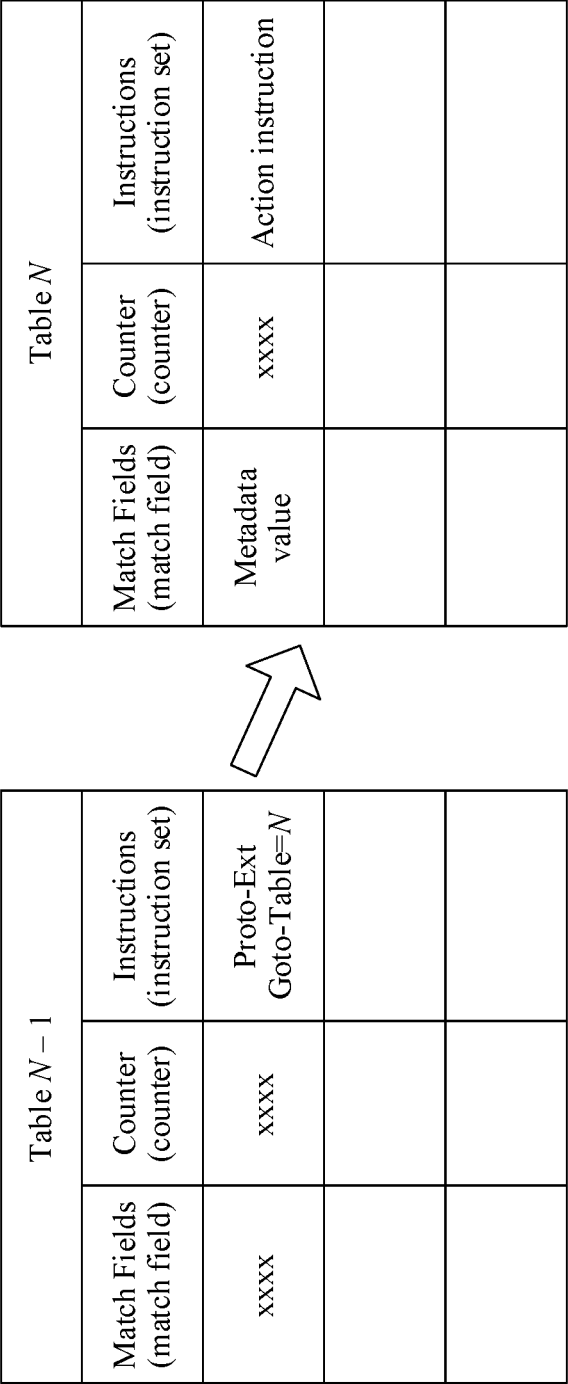 Table N – 1
Match Fields
(match field)
Counter
(counter)
Instructions
(instruction set)
xxxx
xxxx
Proto-Ext
Goto-Table=N
Table N
Match Fields
(match field)
Counter
(counter)
Instructions
(instruction set)
Metadata
value
xxxx
Action instruction